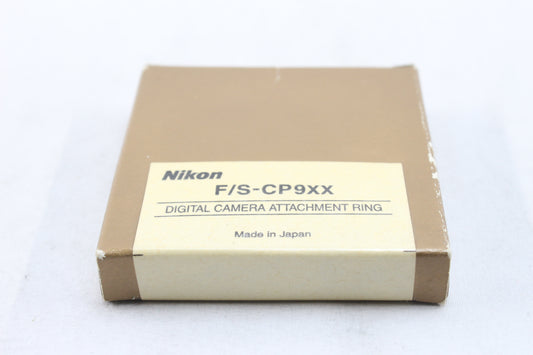 Nikon
F/S-CP9XX
DIGITAL CAMERA ATTACHMENT RING
Made in Japan